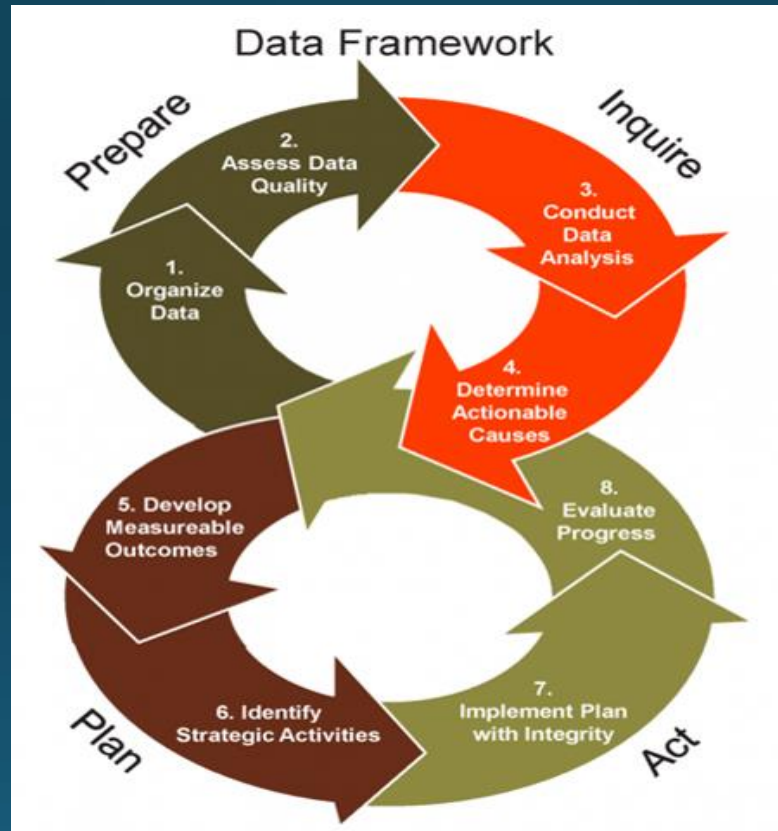 Data Framework
Prepare
Inquire
1.
Organize
Data
2.
Assess Data
Quality
3.
Conduct
Data
Analysis
4.
Determine
Actionable
Causes
5. Develop
Measureable
Outcomes
6. Identify
Strategic Activities
7.
Implement Plan
with Integrity
8.
Evaluate
Progress
Plan
Act